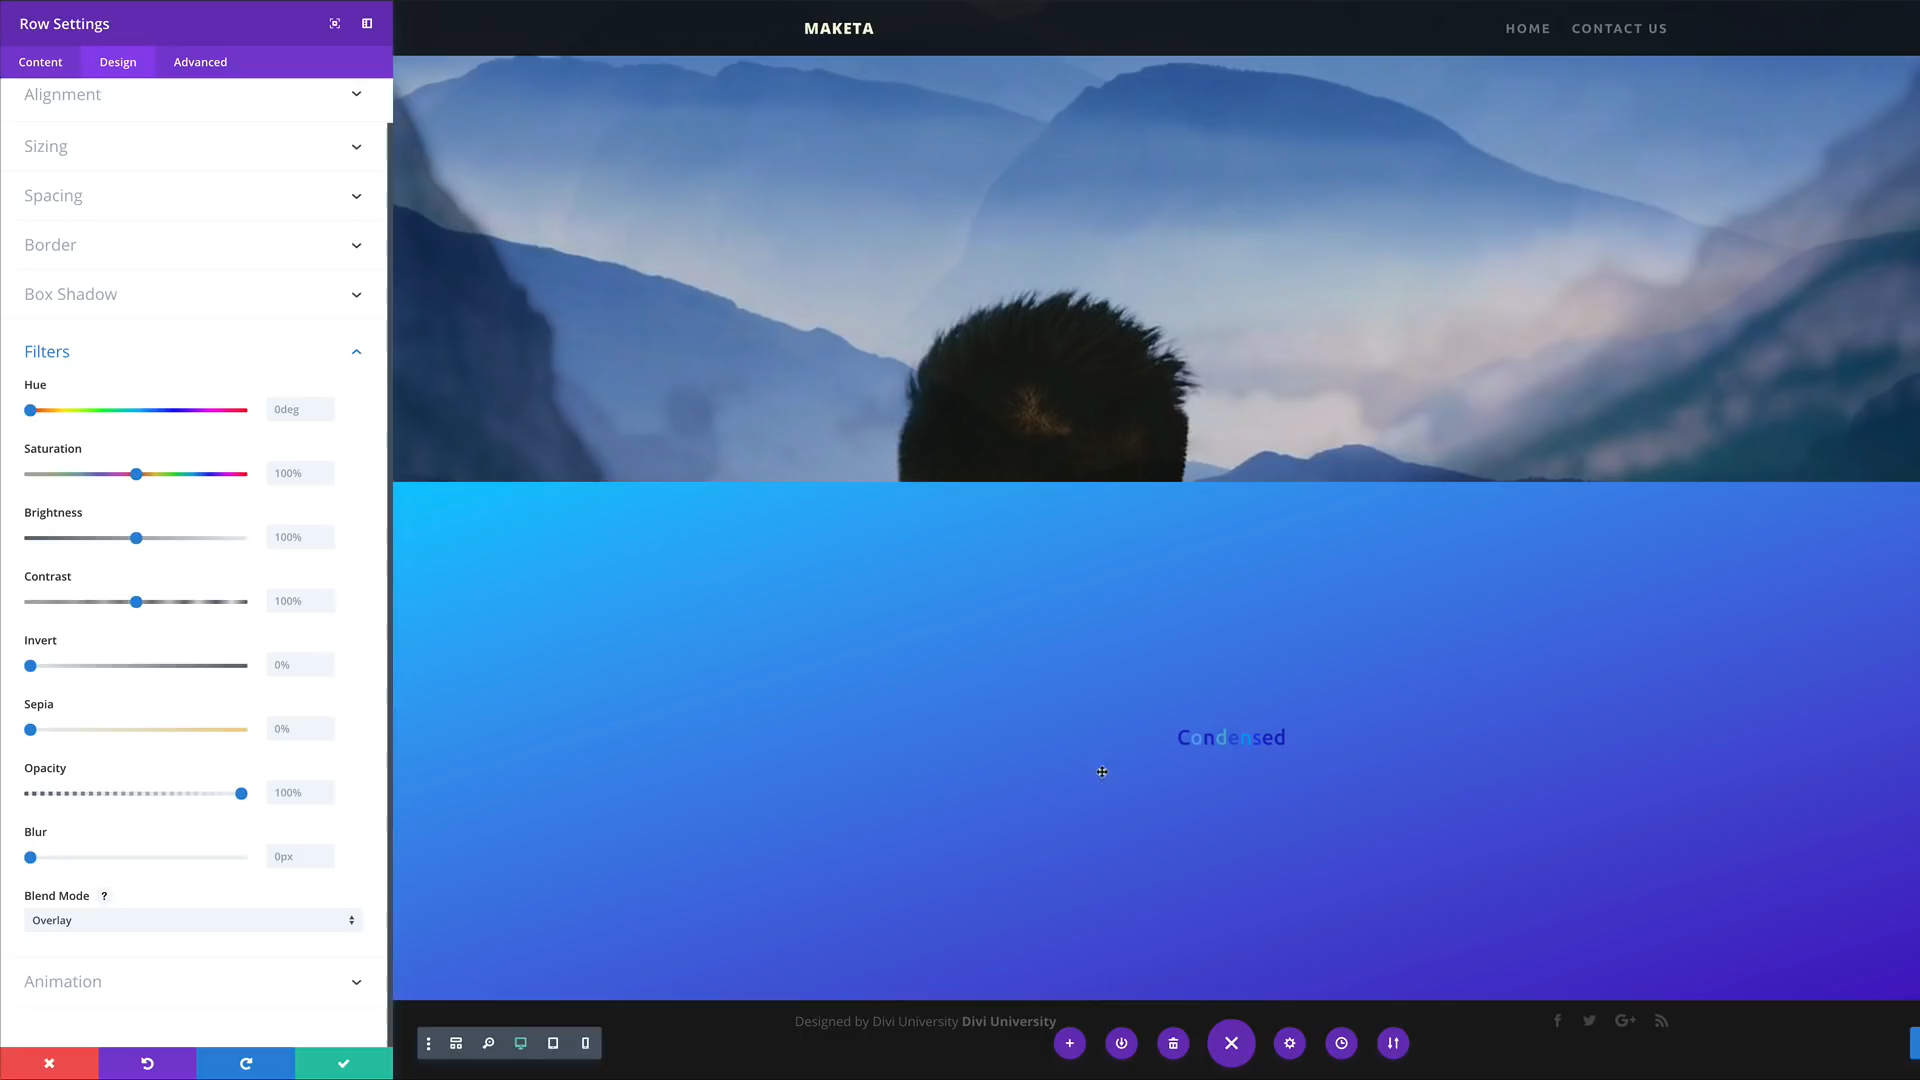 Row Settings
Content Design Advanced
Alignment
Sizing
Spacing
Border
Box Shadow
Filters
Hue
0deg
Saturation
100%
Brightness
100%
Contrast
100%
Invert
0%
Sepia
0%
Opacity
100%
Blur
0px
Blend Mode ?
Overlay
Animation
MAKETA
HOME CONTACT US
Condensed
Designed by Divi University Divi University